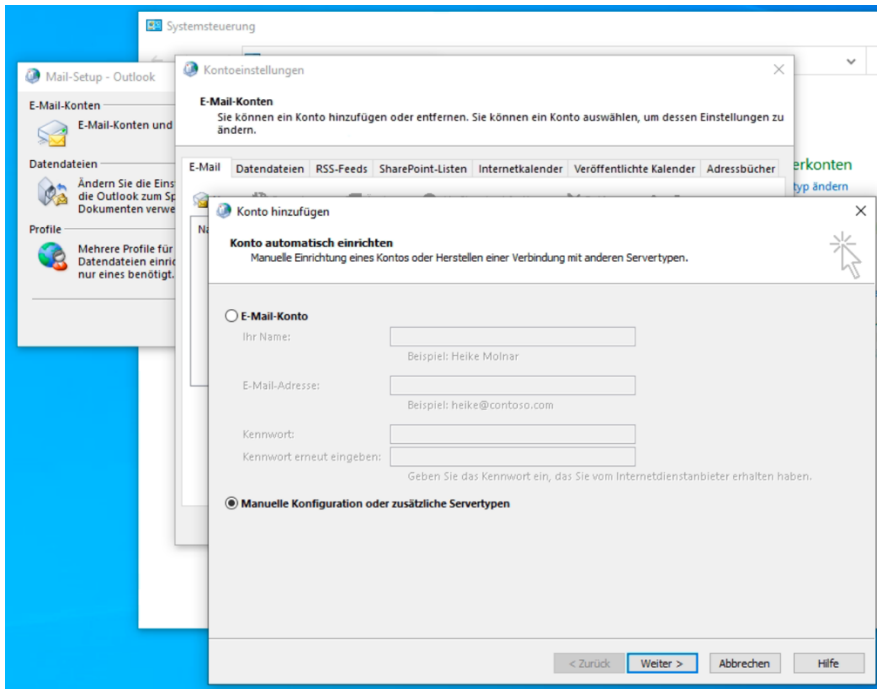 Systemsteuerung
Mail-Setup - Outlook
E-Mail-Konten
E-Mail-Konten und
Datendateien
Ändern Sie die Eins
die Outlook zum Sp
Dokumenten verwe
Profile
Mehrere Profile für
Datendateien einric
nur eines benötigt.
Kontoeinstellungen
E-Mail-Konten
Sie können ein Konto hinzufügen oder entfernen. Sie können ein Konto auswählen, um dessen Einstellungen zu
ändern.
E-Mail Datendateien RSS-Feeds SharePoint-Listen Internetkalender Veröffentlichte Kalender Adressbücher
Na
erkonten
typ ändern
Konto hinzufügen
Konto automatisch einrichten
Manuelle Einrichtung eines Kontos oder Herstellen einer Verbindung mit anderen Servertypen.
E-Mail-Konto
Ihr Name:
Beispiel: Heike Molnar
E-Mail-Adresse:
Beispiel: heike@contoso.com
Kennwort:
Kennwort erneut eingeben:
Geben Sie das Kennwort ein, das Sie vom Internetdienstanbieter erhalten haben.
Manuelle Konfiguration oder zusätzliche Servertypen
< Zurück Weiter > Abbrechen Hilfe